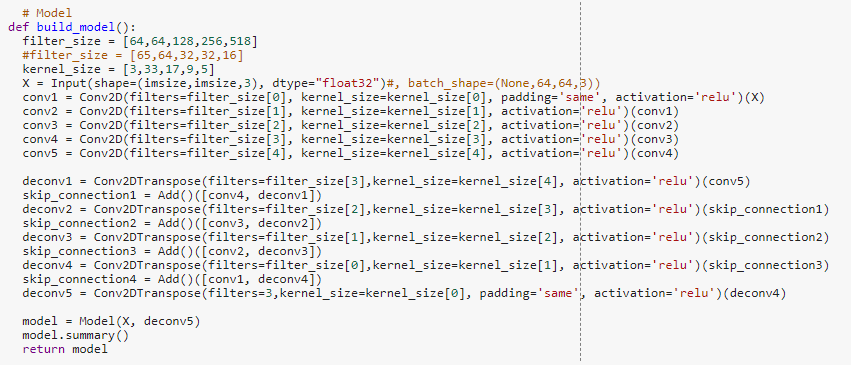 # Model
def build_model():
  filter_size = [64,64,128,256,518]
  #filter_size = [65,64,32,32,16]
  kernel_size = [3,33,17,9,5]
  X = Input(shape=(imsize,imsize,3), dtype="float32")#, batch_shape=(None,64,64,3))
  conv1 = Conv2D(filters=filter_size[0], kernel_size=kernel_size[0], padding='same', activation='relu')(X)
  conv2 = Conv2D(filters=filter_size[1], kernel_size=kernel_size[1], activation='relu')(conv1)
  conv3 = Conv2D(filters=filter_size[2], kernel_size=kernel_size[2], activation='relu')(conv2)
  conv4 = Conv2D(filters=filter_size[3], kernel_size=kernel_size[3], activation='relu')(conv3)
  conv5 = Conv2D(filters=filter_size[4], kernel_size=kernel_size[4], activation='relu')(conv4)
  deconv1 = Conv2DTranspose(filters=filter_size[3],kernel_size=kernel_size[4], activation='relu')(conv5)
  skip_connection1 = Add()([conv4, deconv1])
  deconv2 = Conv2DTranspose(filters=filter_size[2],kernel_size=kernel_size[3], activation='relu')(skip_connection1)
  skip_connection2 = Add()([conv3, deconv2])
  deconv3 = Conv2DTranspose(filters=filter_size[1],kernel_size=kernel_size[2], activation='relu')(skip_connection2)
  skip_connection3 = Add()([conv2, deconv3])
  deconv4 = Conv2DTranspose(filters=filter_size[0],kernel_size=kernel_size[1], activation='relu')(skip_connection3)
  skip_connection4 = Add()([conv1, deconv4])
  deconv5 = Conv2DTranspose(filters=3,kernel_size=kernel_size[0], padding='same', activation='relu')(deconv4)
  model = Model(X, deconv5)
  model.summary()
  return model